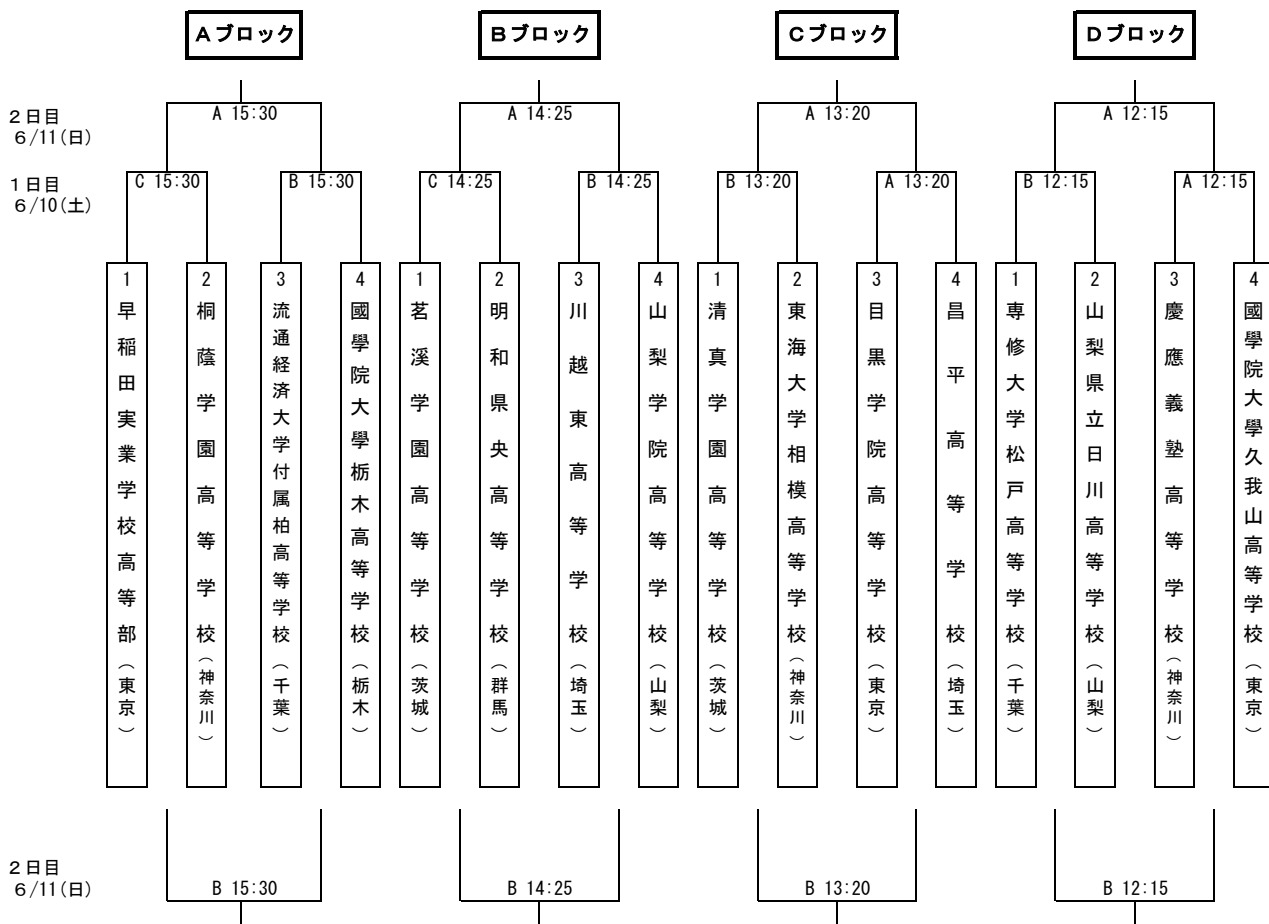 Aブロック
Bブロック
Cブロック
Dブロック
2日目
6/11(日)
A 15:30
A 14:25
A 13:20
A 12:15
1日目
6/10(土)
C 15:30
B 15:30
C 14:25
B 14:25
B 13:20
A 13:20
B 12:15
A 12:15
1 早稲田実業学校高等部(東京)
2 桐蔭学園高等学校(神奈川)
3 流通経済大学付属柏高等学校(千葉)
4 國學院大學栃木高等学校(栃木)
1 茗溪学園高等学校(茨城)
2 明和県央高等学校(群馬)
3 川越東高等学校(埼玉)
4 山梨学院高等学校(山梨)
1 清真学園高等学校(茨城)
2 東海大学相模高等学校(神奈川)
3 目黒学院高等学校(東京)
4 昌平高等学校(埼玉)
1 専修大学松戸高等学校(千葉)
2 山梨県立日川高等学校(山梨)
3 慶應義塾高等学校(神奈川)
4 國學院大學久我山高等学校(東京)
2日目
6/11(日)
B 15:30
B 14:25
B 13:20
B 12:15